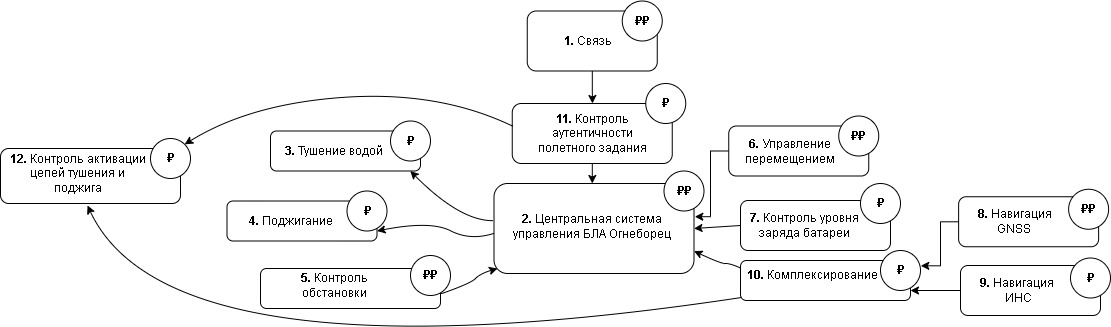 ₽₽
1. Связь
₽
11. Контроль
аутентичности
полетного задания
₽
12. Контроль активации
цепей тушения и
поджига
₽
3. Тушение водой
₽₽
6. Управление
перемещением
₽
4. Поджигание
₽₽
2. Центральная система
управления БЛА Огнеборец
₽
7. Контроль уровня
заряда батареи
₽₽
8. Навигация
GNSS
₽₽
5. Контроль
обстановки
₽
10. Комплексирование
₽
9. Навигация
ИНС